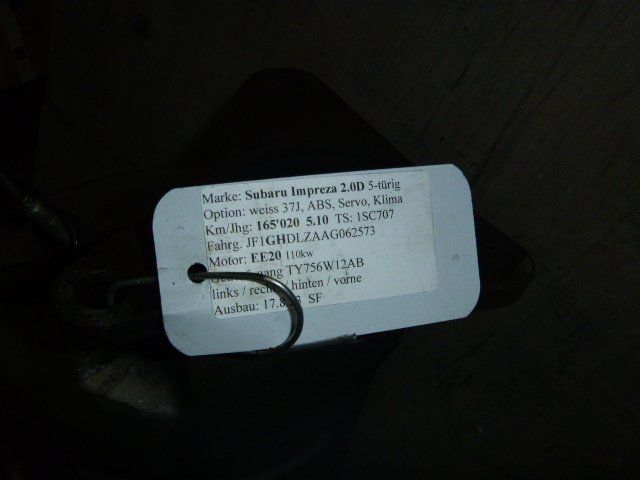 Marke: Subaru Impreza 2.0D 5-türig
Option: weiss 37J, ABS, Servo, Klima
Km/Jhg: 165'020 5.10 TS: 1SC707
Fahrg. JF1GHDLZAAG062573
Motor: EE20 110kw
TY756W12AB
links / hinten / vorne
Ausbau: SF